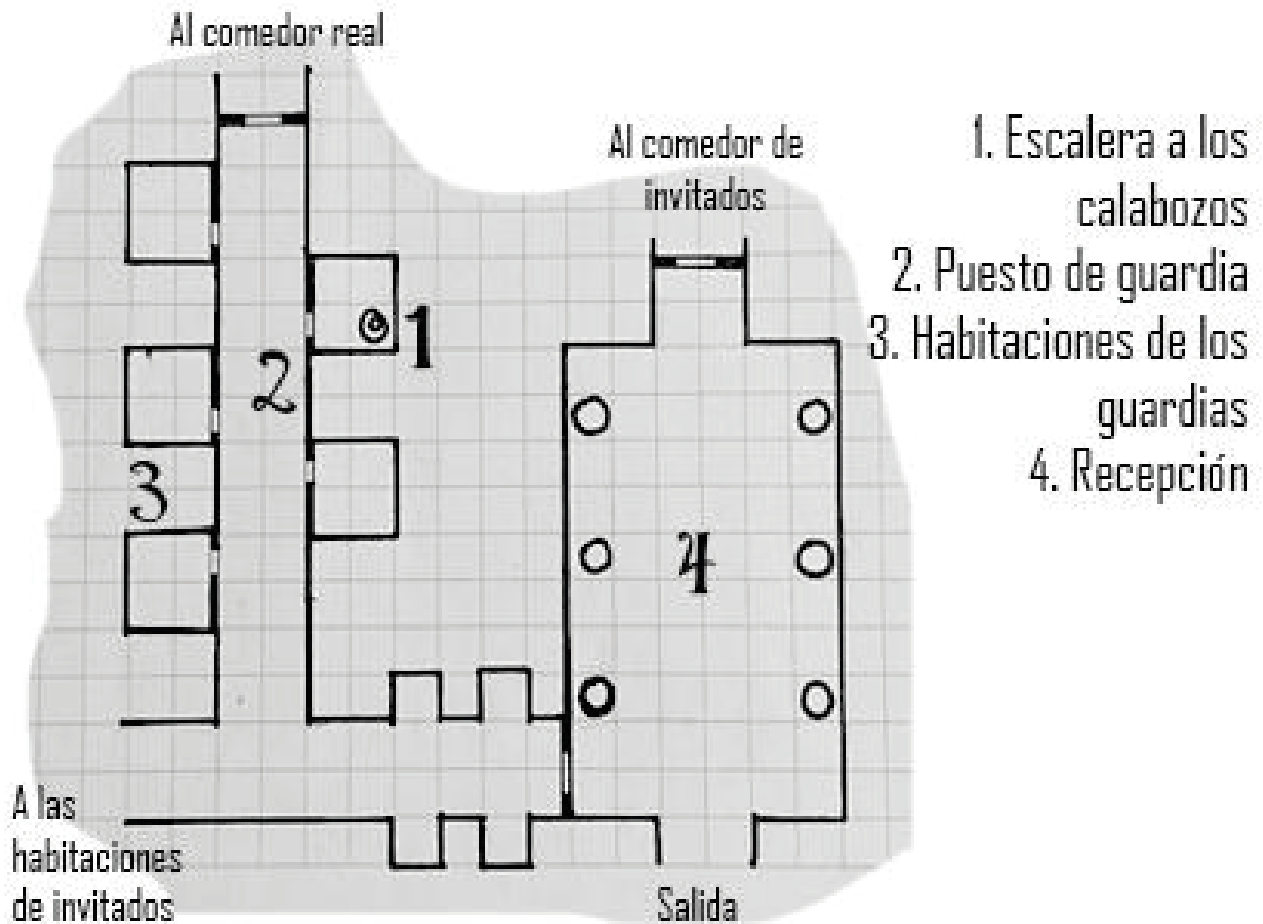 Al comedor real
Al comedor de
invitados
1. Escalera a los
calabozos
2. Puesto de guardia
3. Habitaciones de los
guardias
4. Recepción
1
2
3
4
A las
habitaciones
de invitados
Salida